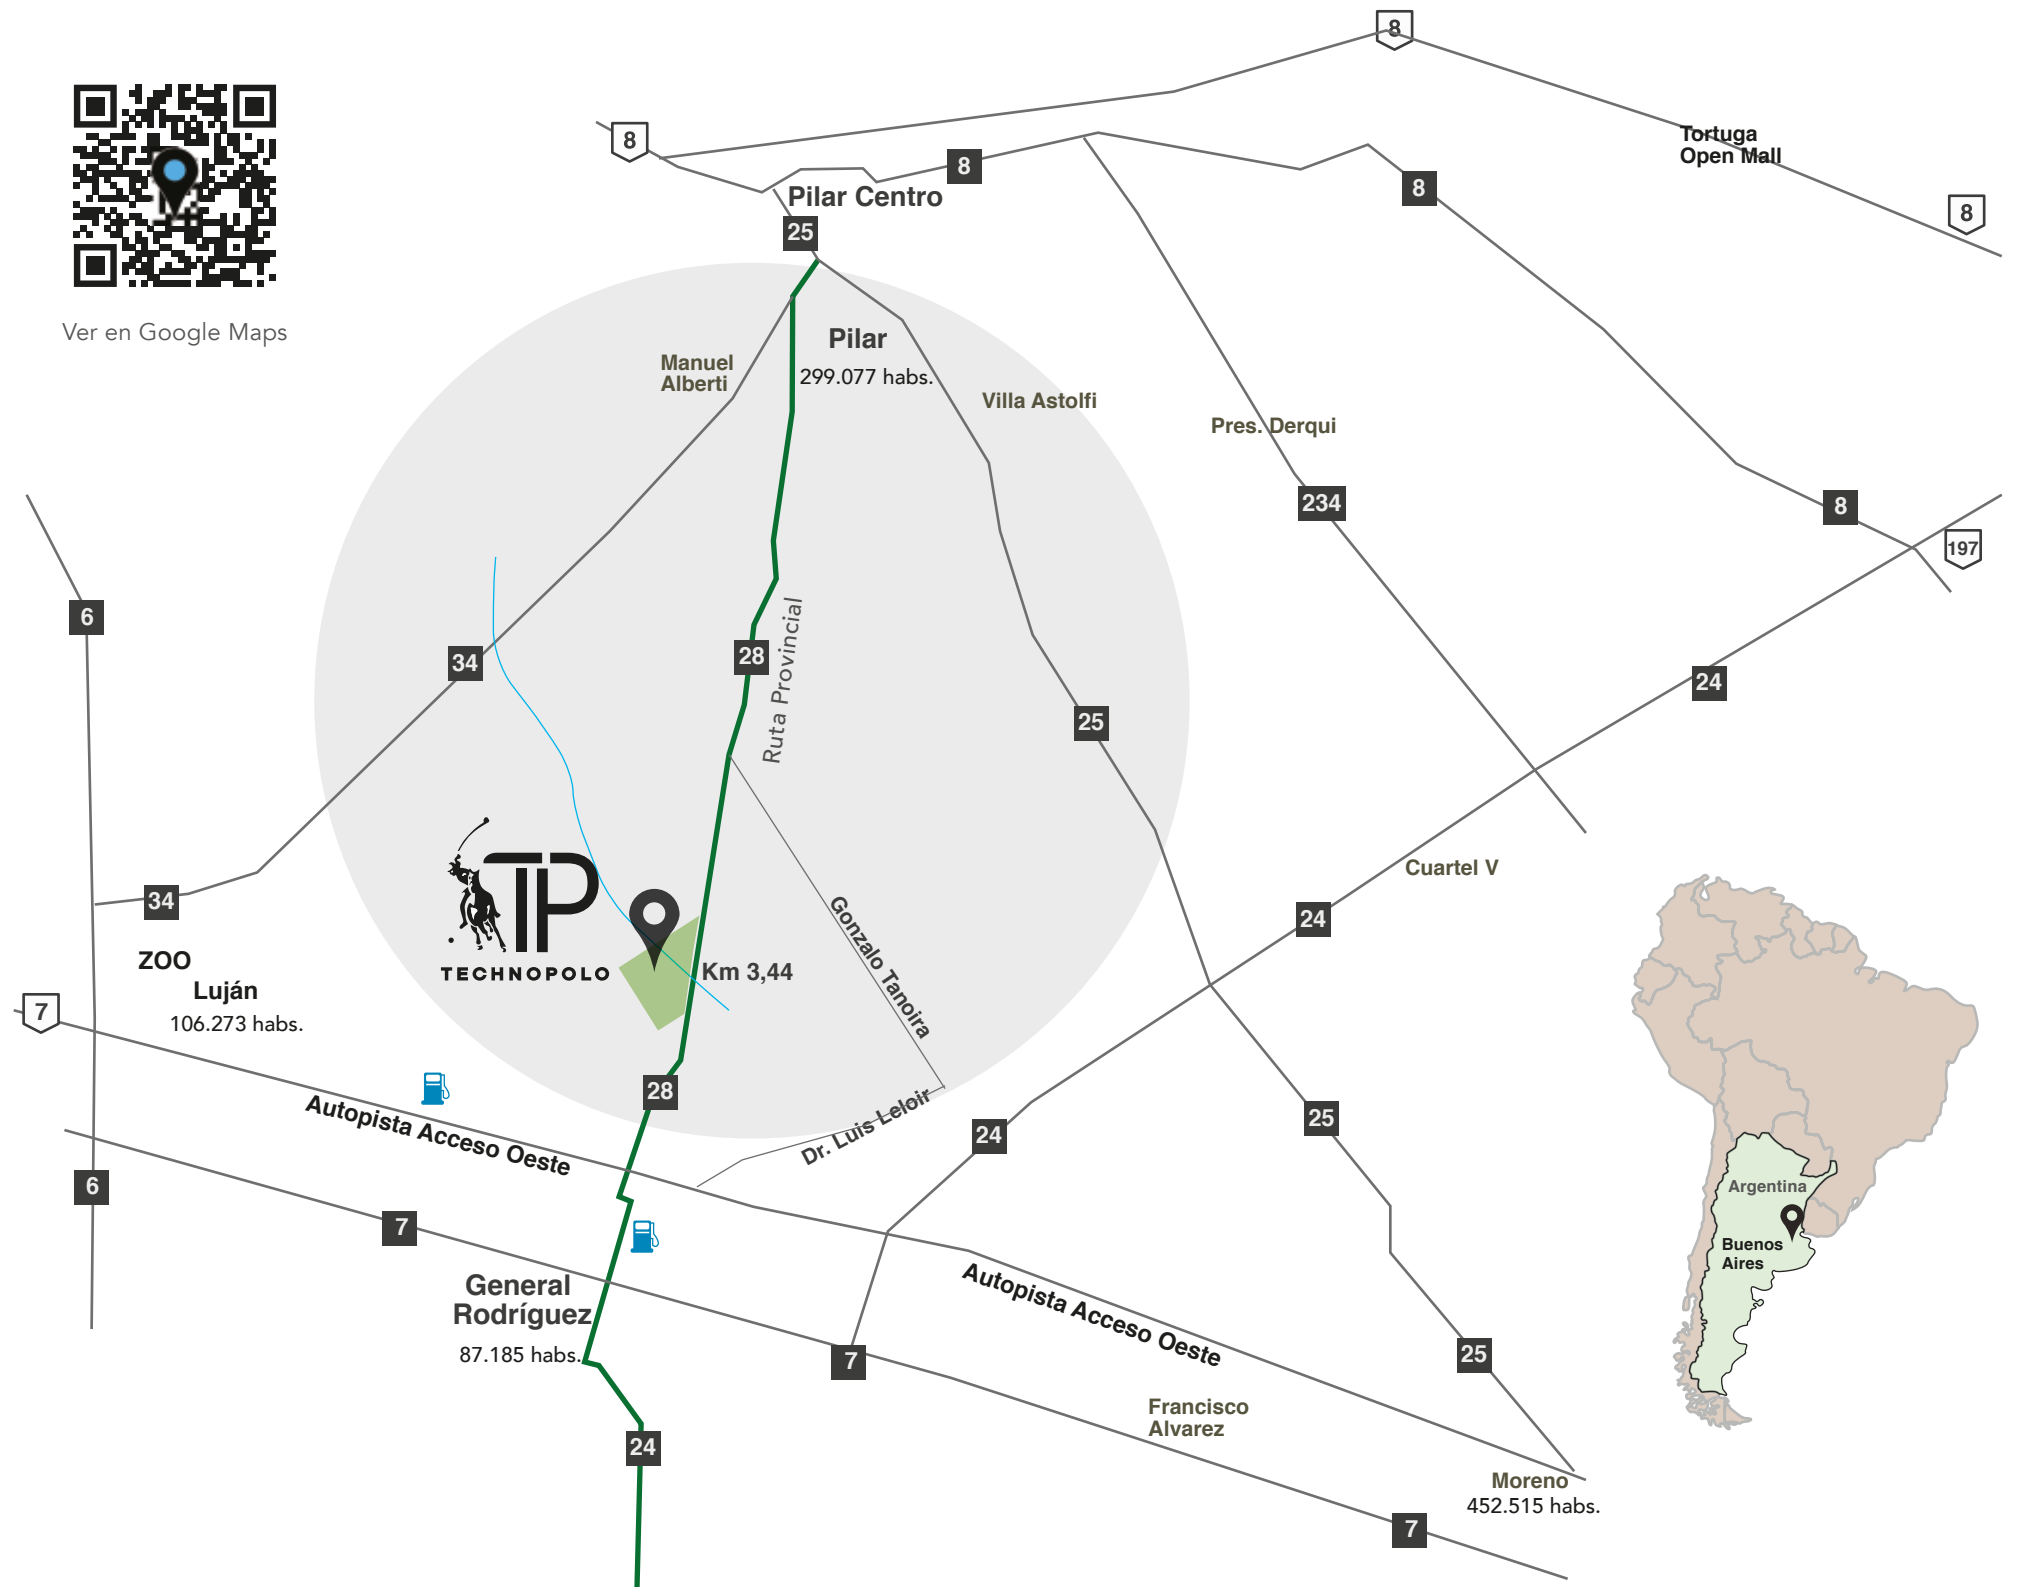 8
8
Tortuga
Open Mall
8
8
Pilar Centro
8
25
Ver en Google Maps
Pilar
299.077 habs.
Manuel
Alberti
Villa Astolfi
Pres. Derqui
234
8
197
6
34
28
Ruta Provincial
24
25
Cuartel V
34
24
Gonzalo Tanoira
TP
TECHNOPOLO
Km 3,44
ZOO
Luján
106.273 habs.
7
28
Autopista Acceso Oeste
Dr. Luis Leloir
24
25
6
7
Argentina
Buenos
Aires
General
Rodríguez
87.185 habs.
Autopista Acceso Oeste
7
25
Francisco
Alvarez
24
Moreno
452.515 habs.
7
8